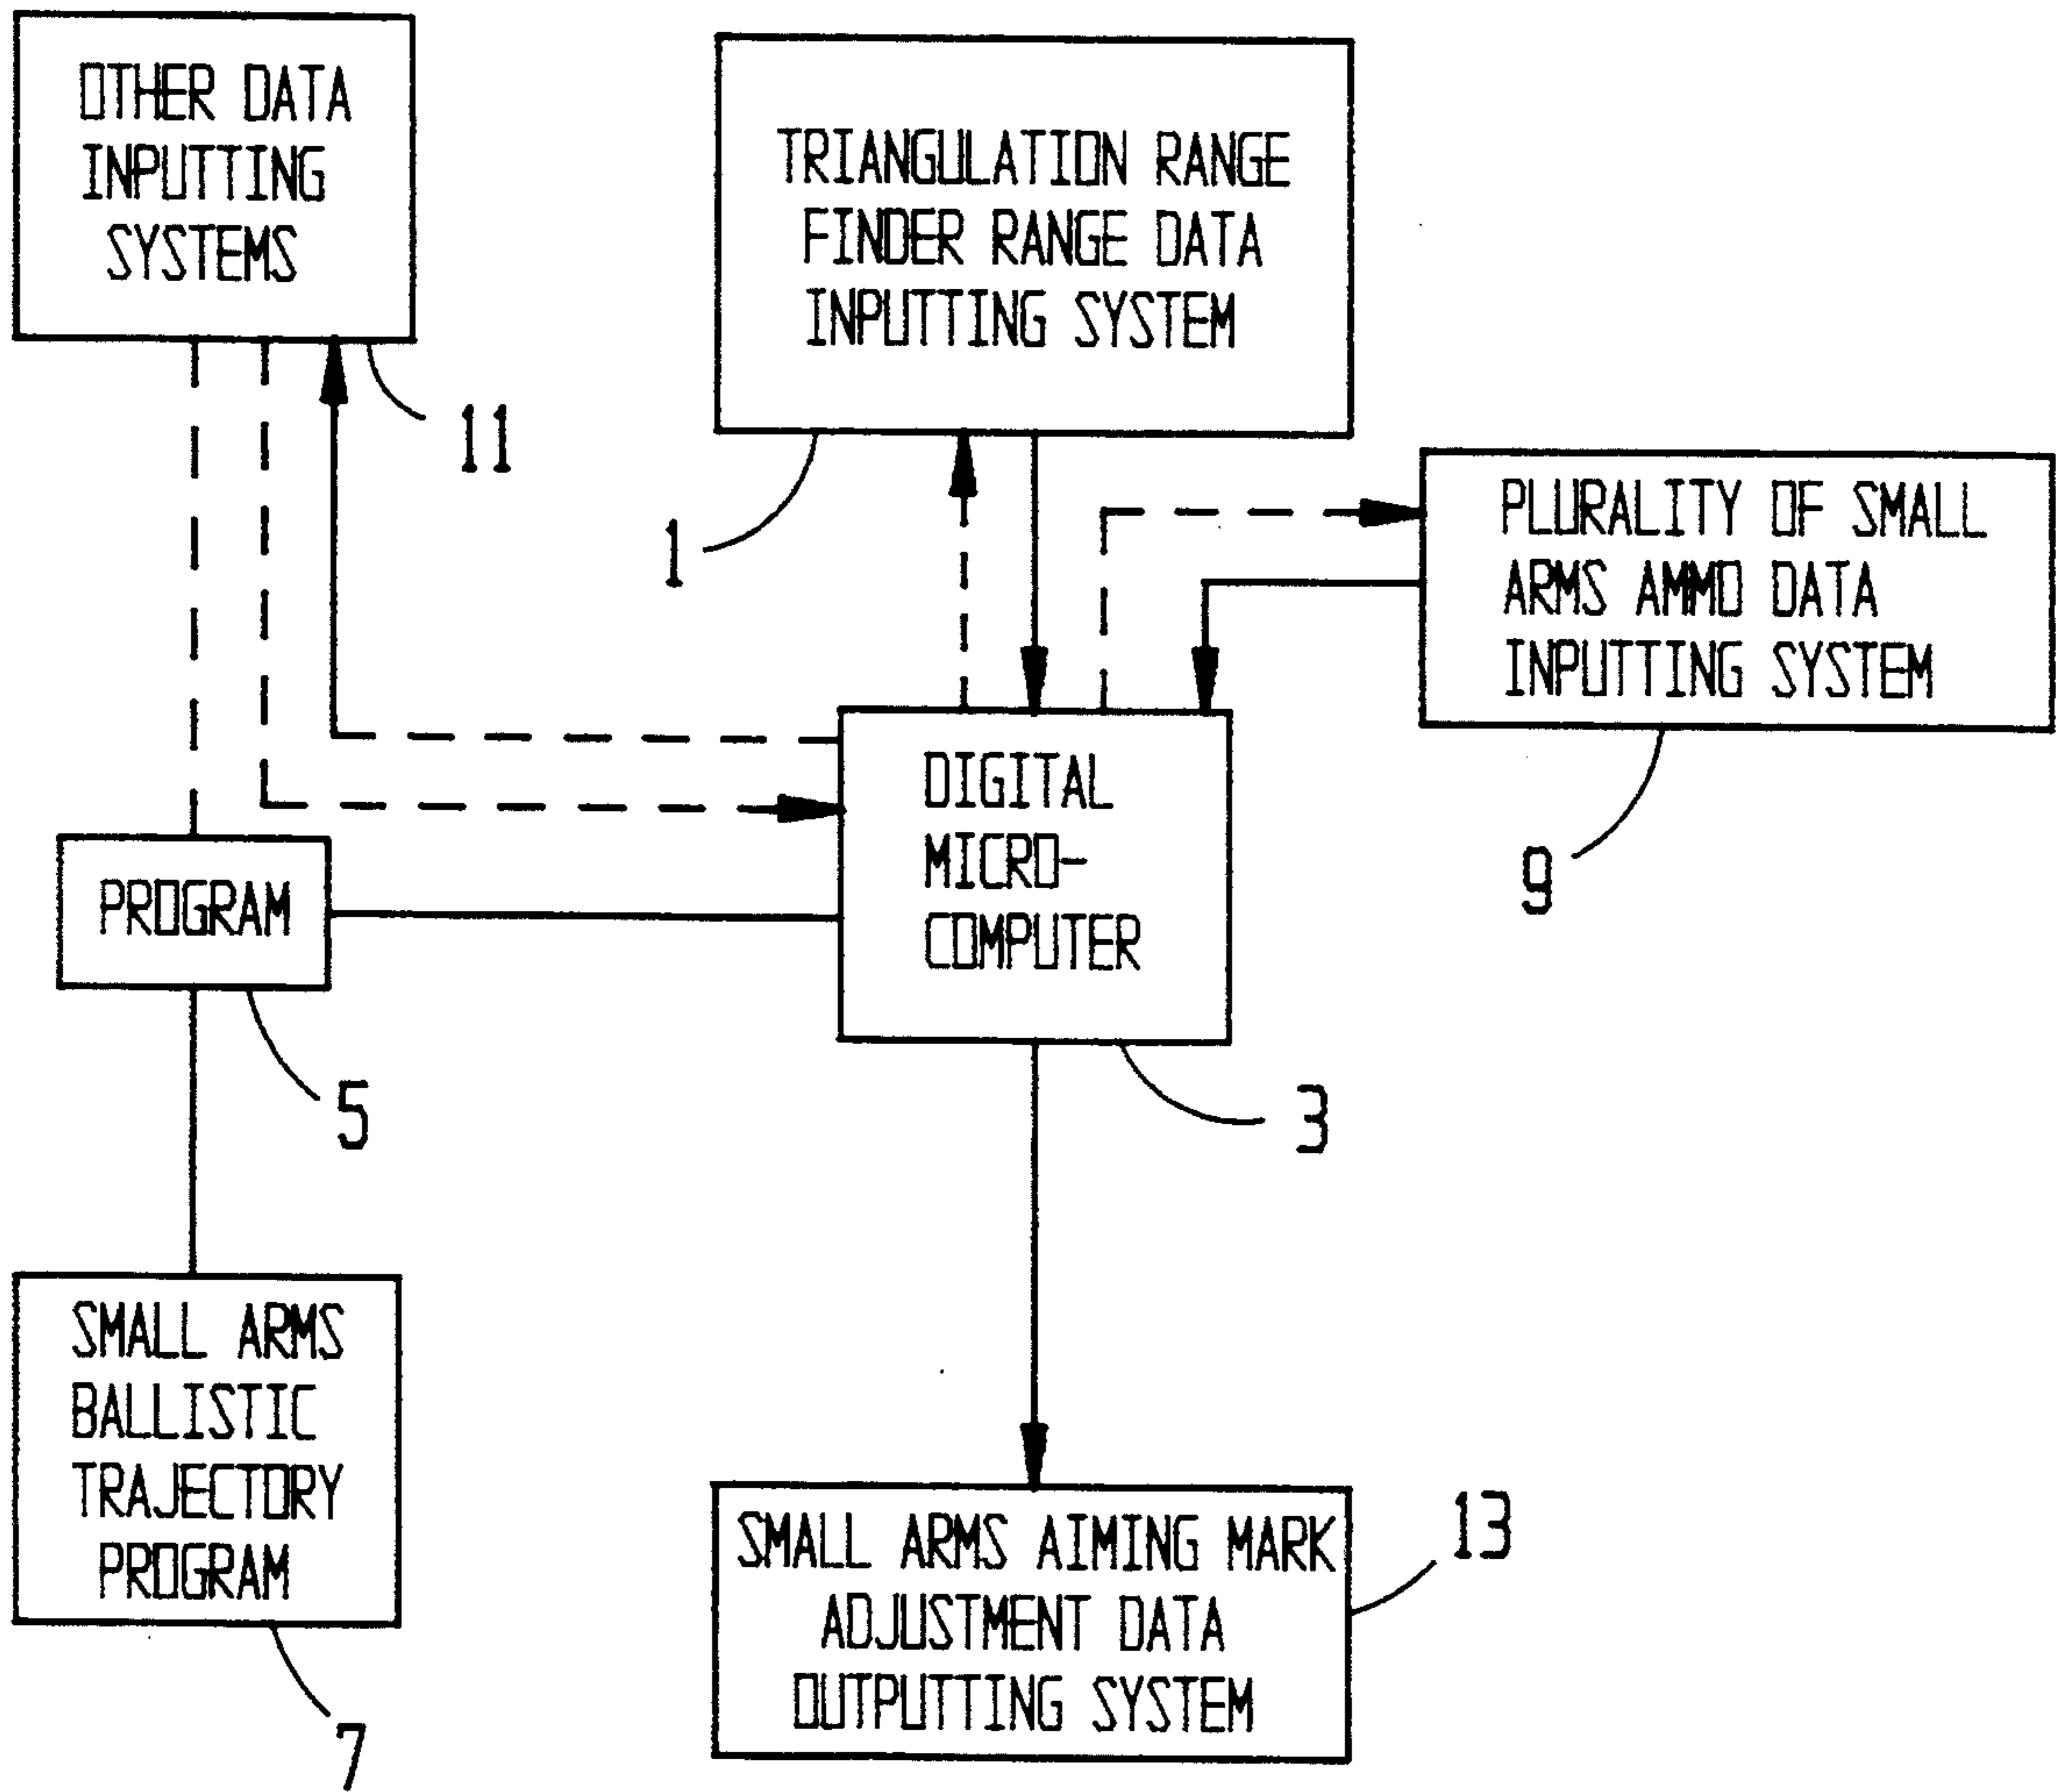 OTHER DATA
INPUTTING
SYSTEMS
11
TRIANGULATION RANGE
FINDER RANGE DATA
INPUTTING SYSTEM
1
PLURALITY OF SMALL
ARMS AMMO DATA
INPUTTING SYSTEM
9
DIGITAL
MICRO-
COMPUTER
3
PROGRAM
5
SMALL ARMS
BALLISTIC
TRAJECTORY
PROGRAM
7
SMALL ARMS AIMING MARK
ADJUSTMENT DATA
OUTPUTTING SYSTEM
13